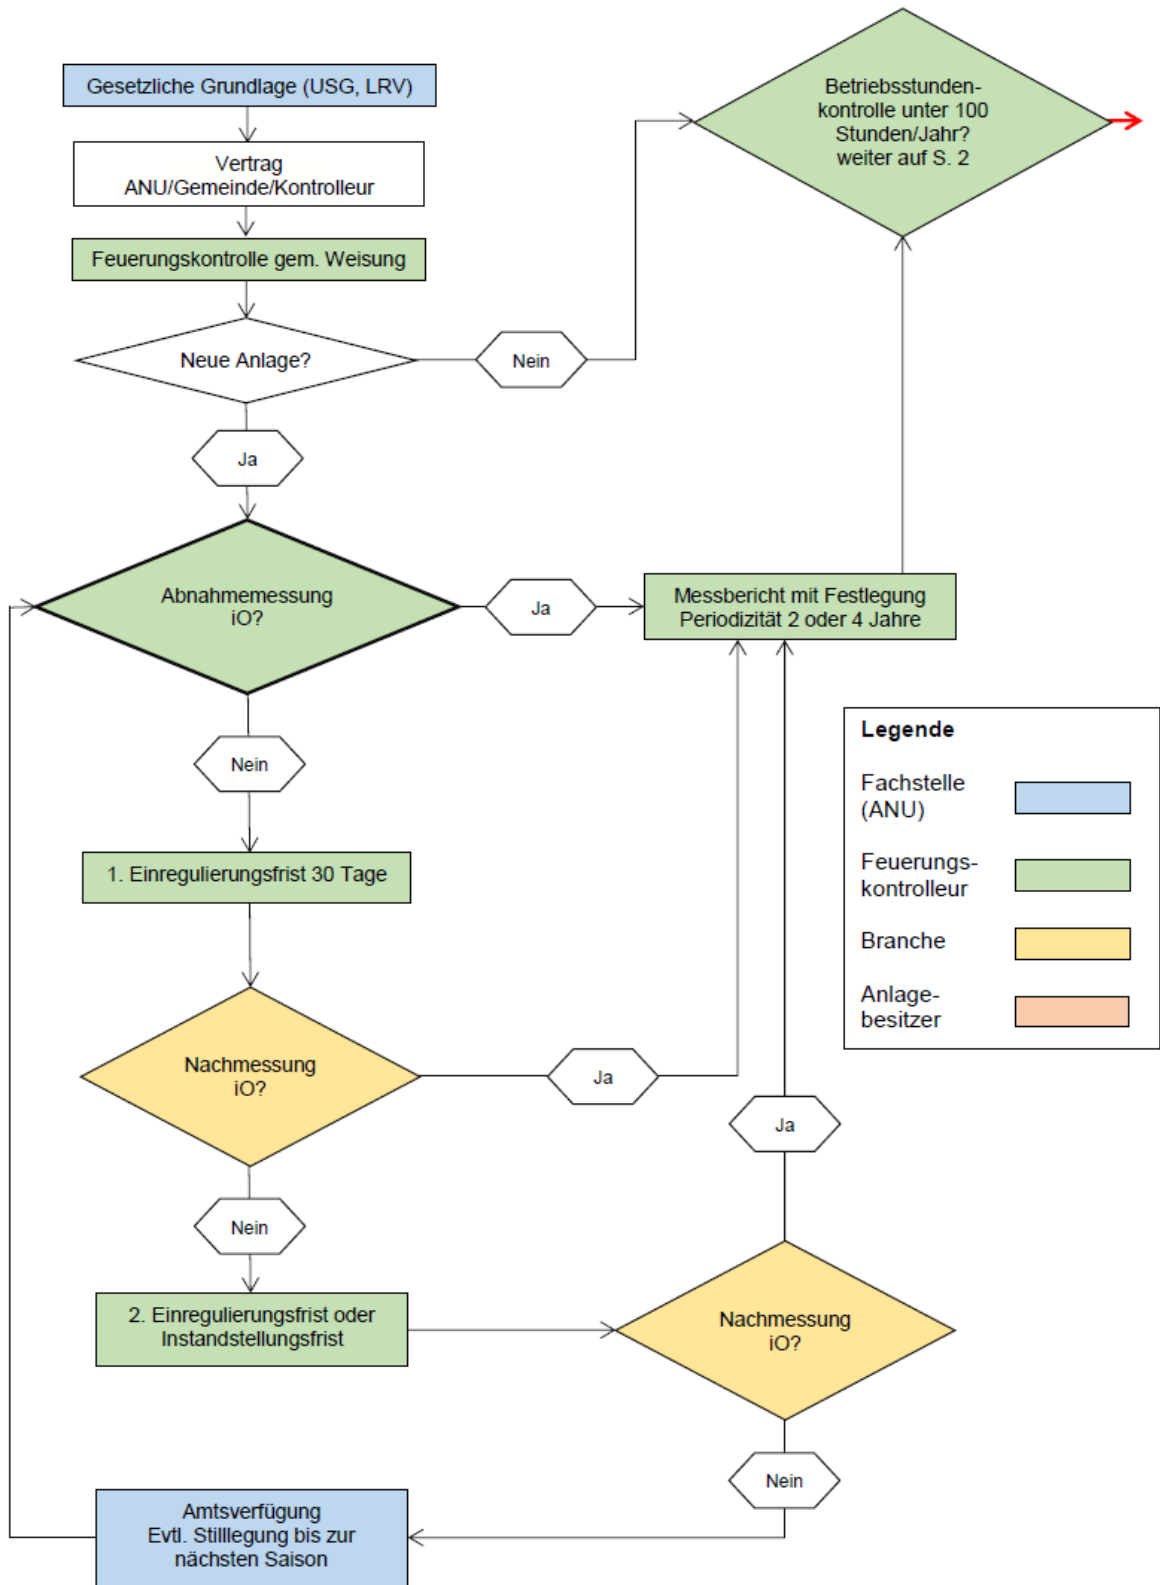 Gesetzliche Grundlage (USG, LRV)
Vertrag
ANU/Gemeinde/Kontrolleur
Feuerungskontrolle gem. Weisung
Neue Anlage?
Nein
Betriebsstunden-
kontrolle unter 100
Stunden/Jahr?
weiter auf S. 2
Ja
Abnahmemessung
iO?
Ja
Messbericht mit Festlegung
Periodizität 2 oder 4 Jahre
Nein
1. Einregulierungsfrist 30 Tage
Nachmessung
iO?
Ja
Nein
2. Einregulierungsfrist oder
Instandstellungsfrist
Nachmessung
iO?
Ja
Nein
Amtsverfügung
Evtl. Stilllegung bis zur
nächsten Saison
Legende
Fachstelle
(ANU)
Feuerungs-
kontrolleur
Branche
Anlage-
besitzer